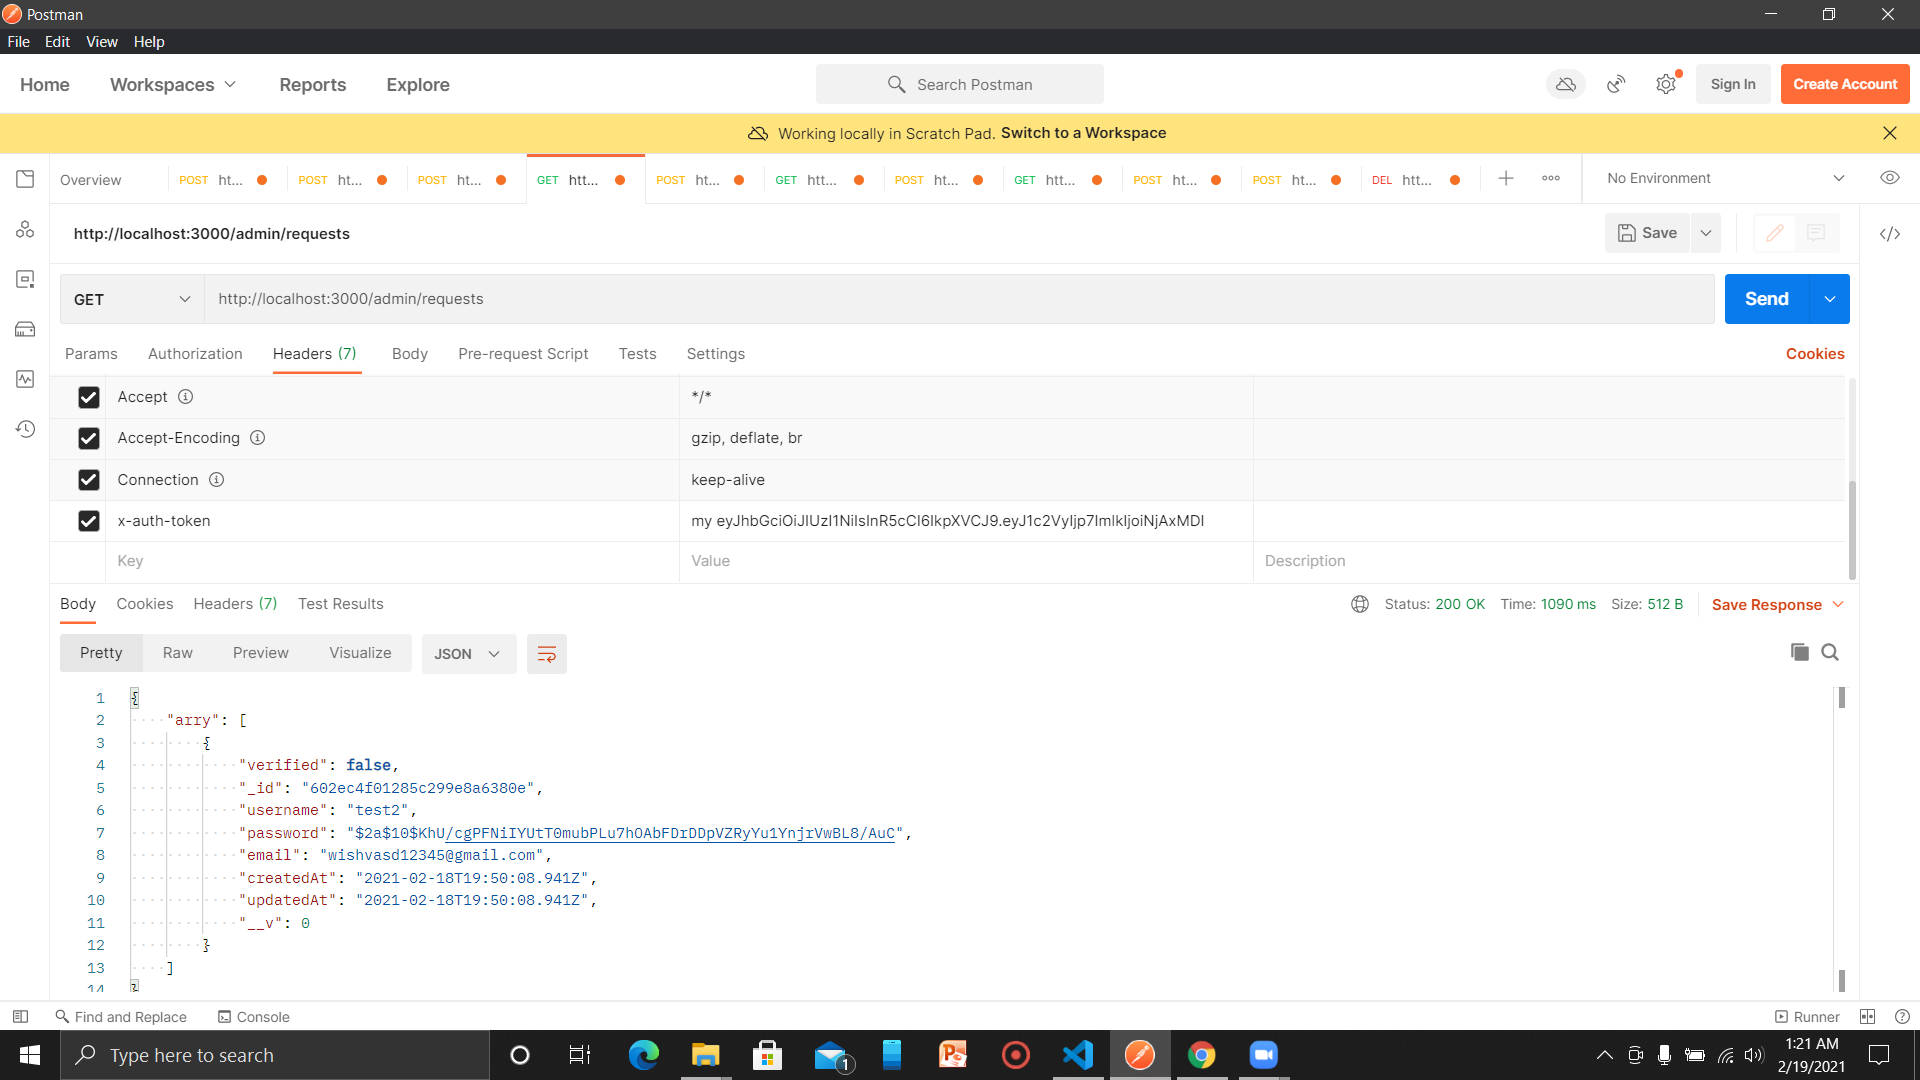 Postman
File Edit View Help
Home Workspaces Reports Explore Search Postman Sign In Create Account
Working locally in Scratch Pad. Switch to a Workspace
Overview POST ht... POST ht... POST ht... GET htt... POST ht... GET htt... POST ht... GET htt... POST ht... POST ht... DEL htt... No Environment
http://localhost:3000/admin/requests Save
GET http://localhost:3000/admin/requests Send
Params Authorization Headers (7) Body Pre-request Script Tests Settings Cookies
Accept */*
Accept-Encoding gzip, deflate, br
Connection keep-alive
x-auth-token my eyJhbGciOiJIUzI1NiIsInR5cCI6IkpXVCJ9.eyJ1c2VyIjp7ImlkIjoiNjAxMDI
Key Value Description
Body Cookies Headers (7) Test Results Status: 200 OK Time: 1090 ms Size: 512 B Save Response
Pretty Raw Preview Visualize JSON
1 {
2 "arry": [
3 {
4 "verified": false,
5 "_id": "602ec4f01285c299e8a6380e",
6 "username": "test2",
7 "password": "$2a$10$KhU/cgPFNiIYUtT0mubPLu7hOAbFDrDDpVZRyYu1YnjrVwBL8/AuC",
8 "email": "wishvasd12345@gmail.com",
9 "createdAt": "2021-02-18T19:50:08.941Z",
10 "updatedAt": "2021-02-18T19:50:08.941Z",
11 "__v": 0
12 }
13 ]
14 }
Find and Replace Console Runner
Type here to search 1 1:21 AM
2/19/2021